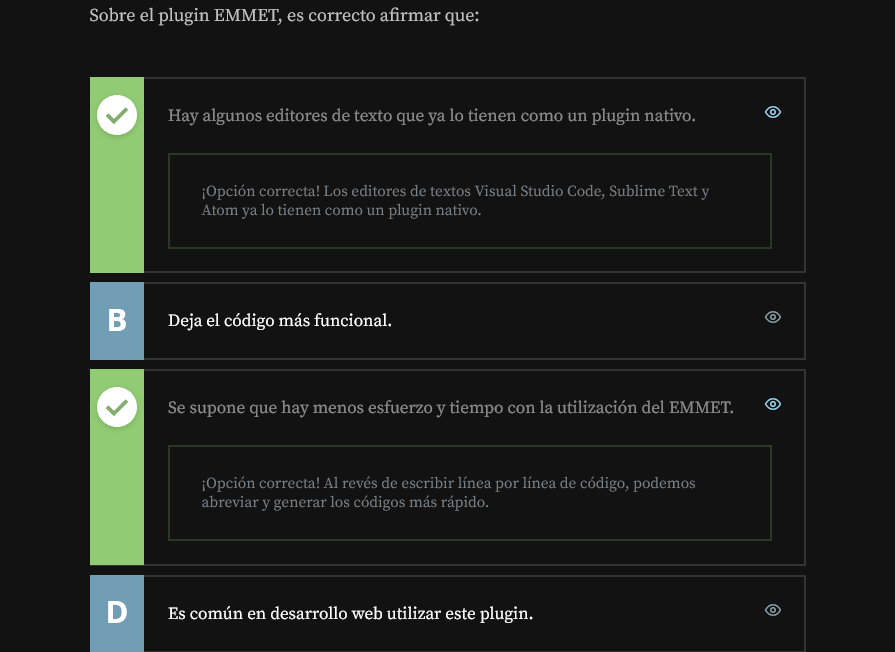 Sobre el plugin EMMET, es correcto afirmar que:
Hay algunos editores de texto que ya lo tienen como un plugin nativo.
¡Opción correcta! Los editores de textos Visual Studio Code, Sublime Text y
Atom ya lo tienen como un plugin nativo.
B
Deja el código más funcional.
Se supone que hay menos esfuerzo y tiempo con la utilización del EMMET.
¡Opción correcta! Al revés de escribir línea por línea de código, podemos
abreviar y generar los códigos más rápido.
D
Es común en desarrollo web utilizar este plugin.